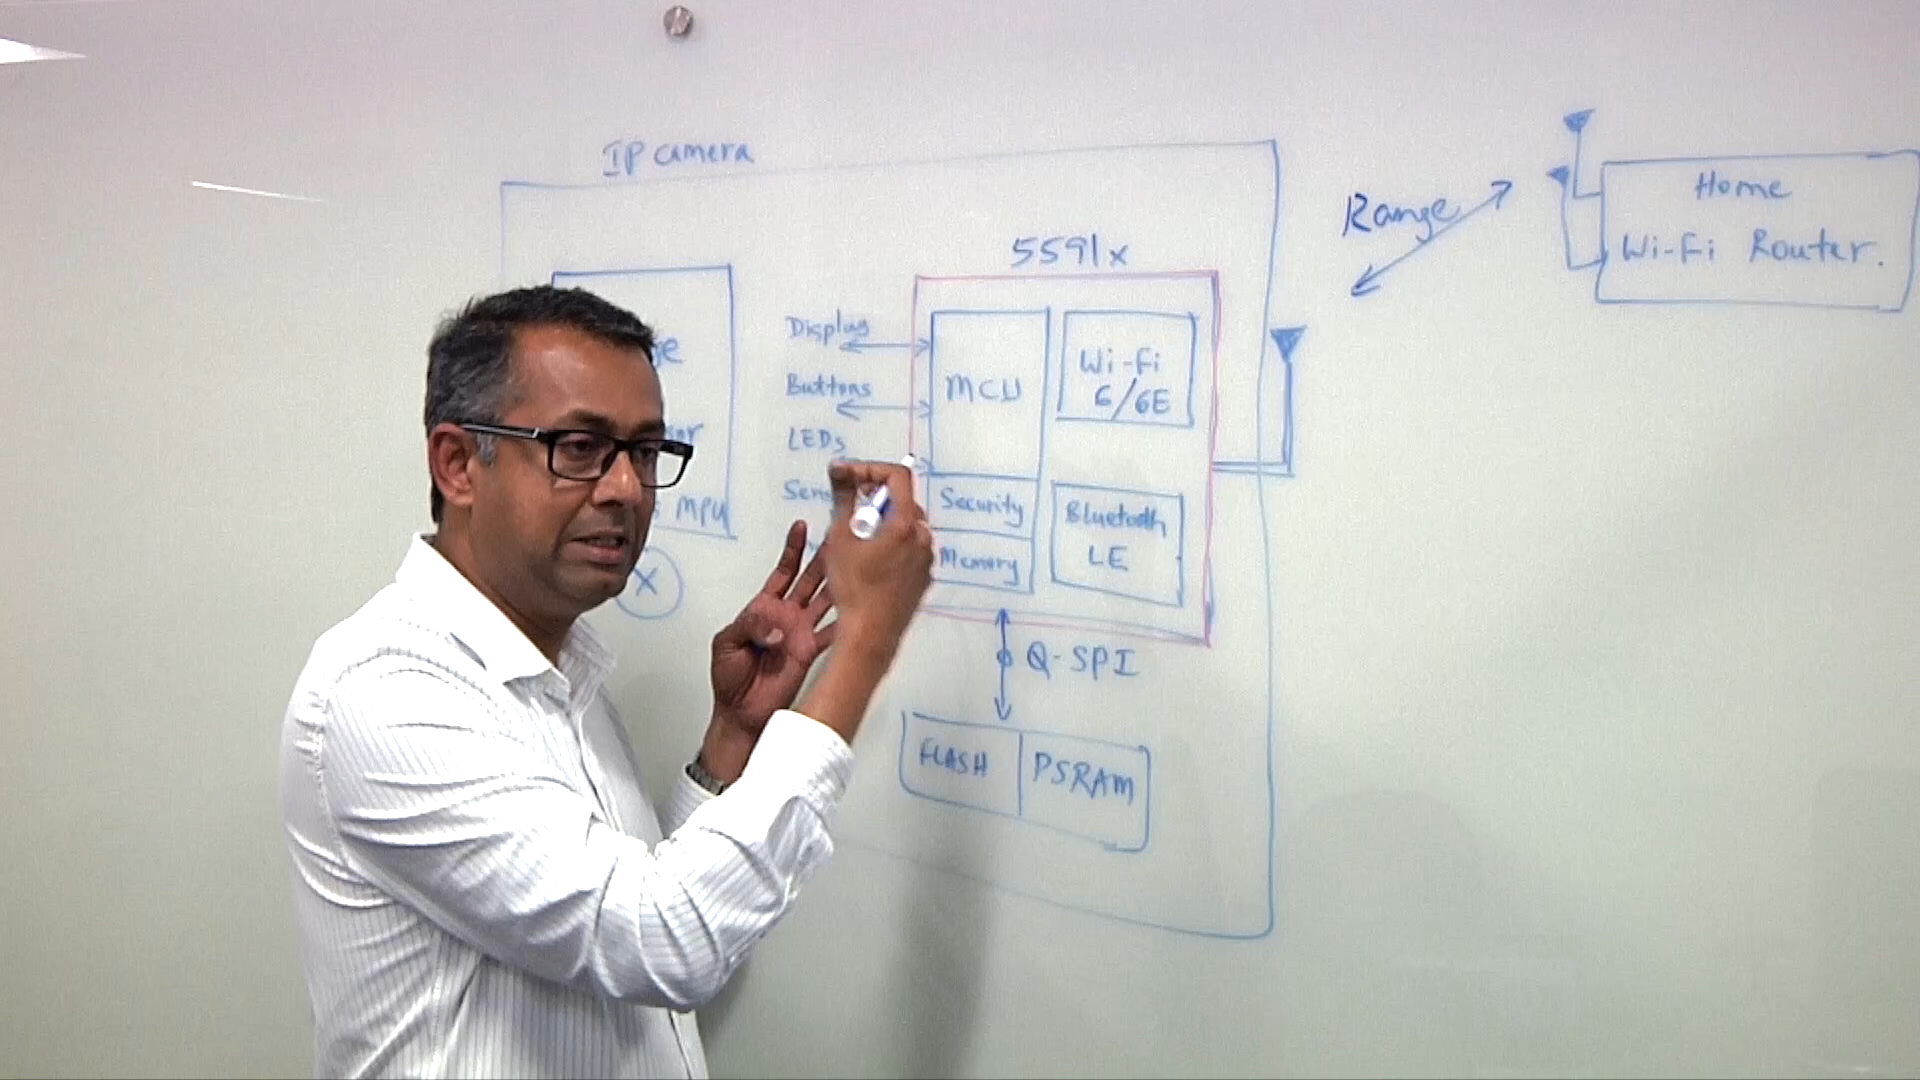 IP camera
5591x
Range
Home
Wi-Fi Router.
Display
Buttons
LEDs
MCU
Wi-Fi
6/6E
Security
Memory
Bluetooth
LE
MPU
X
Q-SPI
FLASH
PSRAM